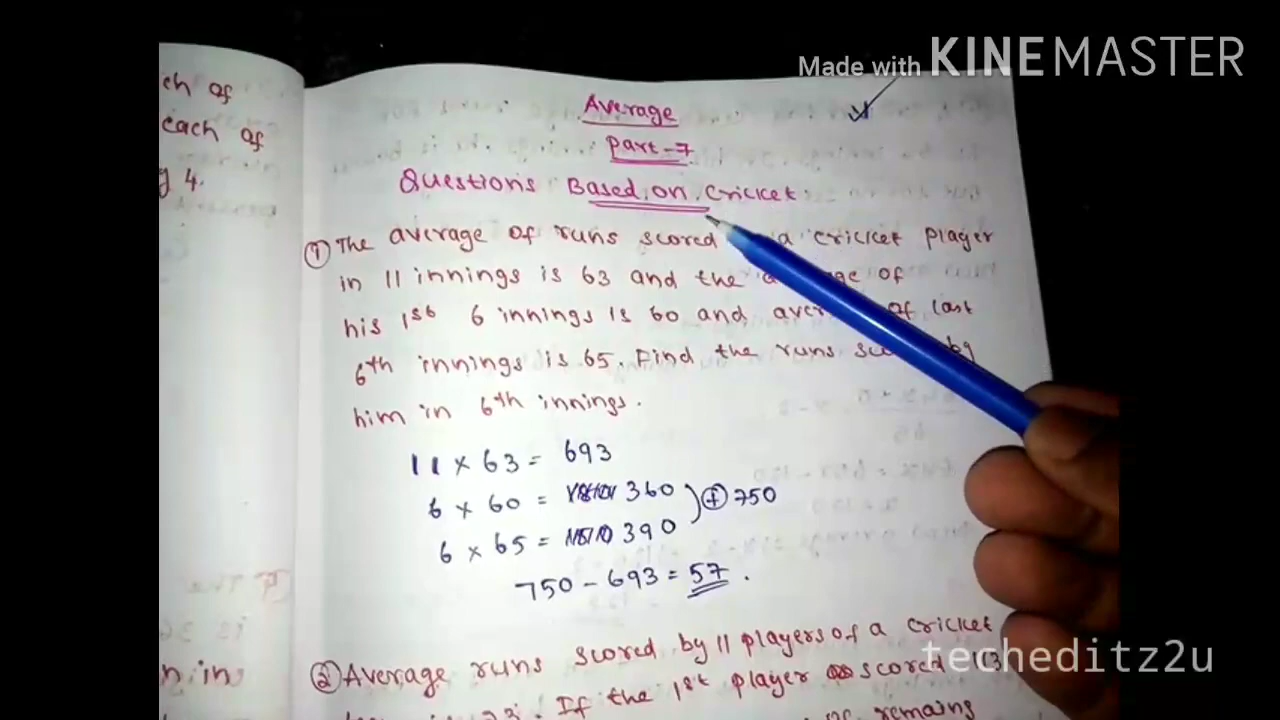 Made with KINEMASTER
ch of
each of
g 4.
Average
Part-7
Questions Based on Cricket
① The average of runs scored a cricket player
in 11 innings is 63 and the of
his 1st 6 innings is 60 and of last
6th innings is 65. Find the runs by
him in 6th innings.
11 × 63 = 693
6 × 60 = 360
6 × 65 = 390
+ 750
750 - 693 = 57.
② Average runs scored by 11 players of a cricket
If the 1st player scored
remains
techeditz2u